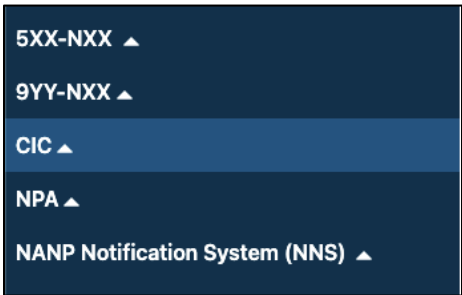 5XX-NXX
9YY-NXX
CIC
NPA
NANP Notification System (NNS)